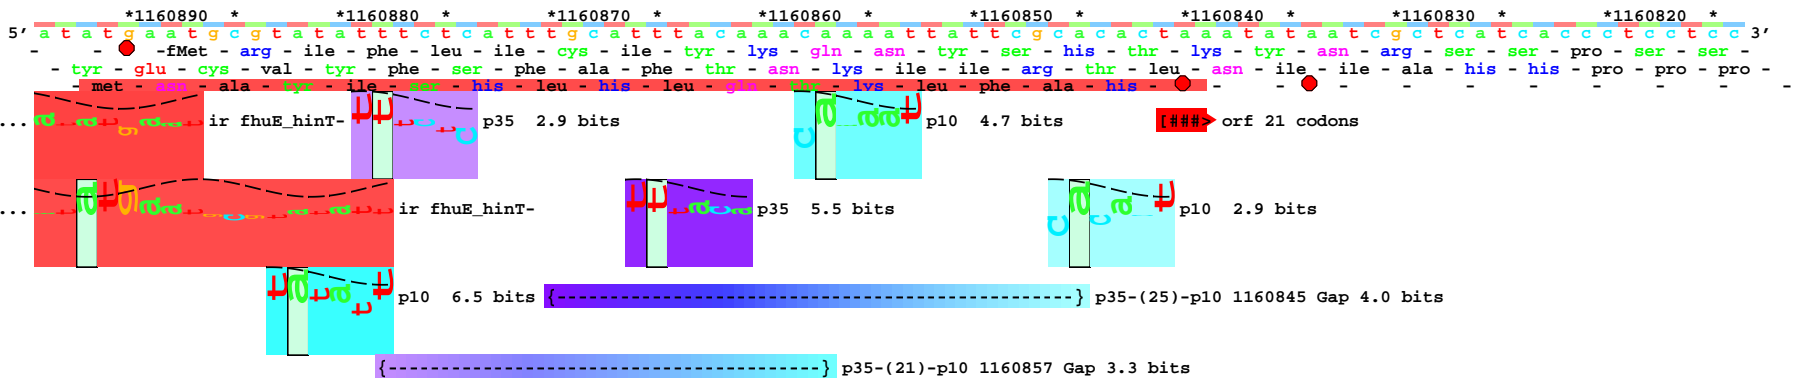 *1160890 * *1160880 * *1160870 * *1160860 * *1160850 * *1160840 * *1160830 * *1160820 *
5' a t a t g a a t g c g t a t a t t t c t c a t t t g c a t t t a c a a a c a a a a t t a t t c g c a c a c t a a a t a t a a t c g c t c a t c a c c c t c c t c c 3'
- - -fMet - arg - ile - phe - leu - ile - cys - ile - tyr - lys - gln - asn - tyr - ser - his - thr - lys - tyr - asn - arg - ser - ser - pro - ser - ser -
- tyr - glu - cys - val - tyr - phe - ser - phe - ala - phe - thr - asn - lys - ile - ile - arg - thr - leu - asn - ile - ile - ala - his - his - pro - pro - pro -
- met - asn - ala - tyr - ile - ser - his - leu - his - leu - gln - thr - lys - leu - phe - ala - his - - - - - - - - - -
... ir fhuE_hinT- p35 2.9 bits p10 4.7 bits [###> orf 21 codons
... ir fhuE_hinT- p35 5.5 bits p10 2.9 bits
p10 6.5 bits {-------------------------------------------------} p35-(25)-p10 1160845 Gap 4.0 bits
{-----------------------------------------} p35-(21)-p10 1160857 Gap 3.3 bits